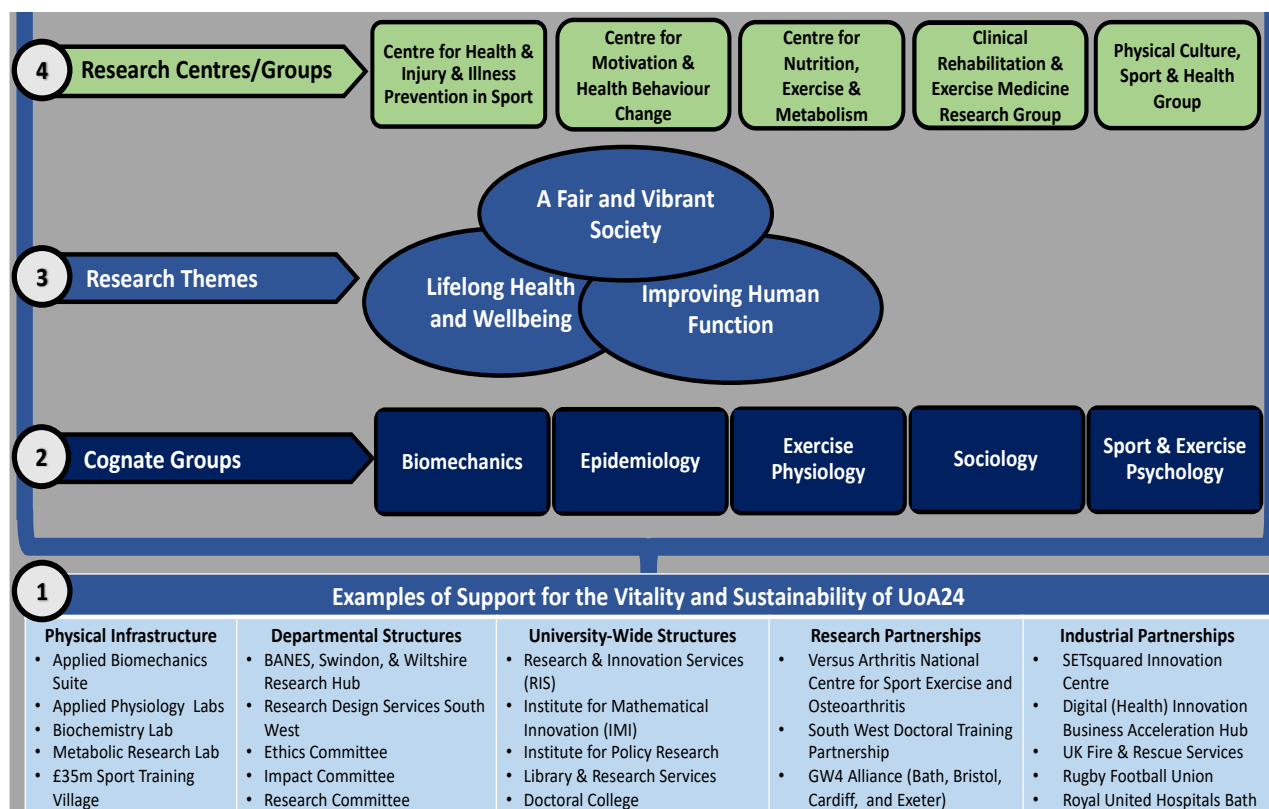 4
Research Centres/Groups
Centre for Health &
Injury & Illness
Prevention in Sport
Centre for
Motivation &
Health Behaviour
Change
Centre for
Nutrition,
Exercise &
Metabolism
Clinical
Rehabilitation &
Exercise Medicine
Research Group
Physical Culture,
Sport & Health
Group
3
Research Themes
A Fair and Vibrant
Society
Lifelong Health
and Wellbeing
Improving Human
Function
2
Cognate Groups
Biomechanics
Epidemiology
Exercise
Physiology
Sociology
Sport & Exercise
Psychology
1
Examples of Support for the Vitality and Sustainability of UoA24
Physical Infrastructure
• Applied Biomechanics
Suite
• Applied Physiology Labs
• Biochemistry Lab
• Metabolic Research Lab
• £35m Sport Training
Village
Departmental Structures
• BANES, Swindon, & Wiltshire
Research Hub
• Research Design Services South
West
• Ethics Committee
• Impact Committee
• Research Committee
University-Wide Structures
• Research & Innovation Services
(RIS)
• Institute for Mathematical
Innovation (IMI)
• Institute for Policy Research
• Library & Research Services
• Doctoral College
Research Partnerships
• Versus Arthritis National
Centre for Sport Exercise and
Osteoarthritis
• South West Doctoral Training
Partnership
• GW4 Alliance (Bath, Bristol,
Cardiff, and Exeter)
Industrial Partnerships
• SETsquared Innovation
Centre
• Digital (Health) Innovation
Business Acceleration Hub
• UK Fire & Rescue Services
• Rugby Football Union
• Royal United Hospitals Bath